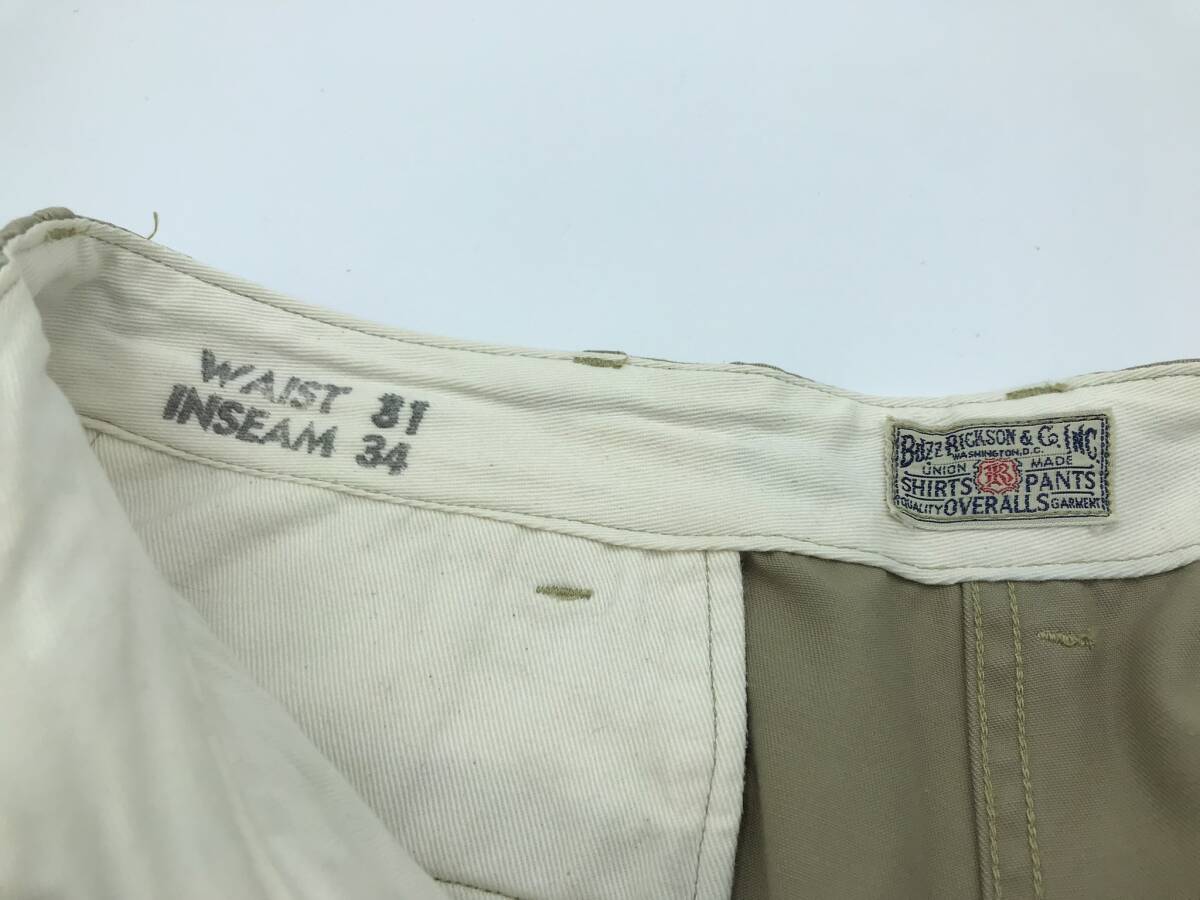 WAIST 31
INSEAM 34
BUZZ RICKSON & Co. INC
WASHINGTON, D.C.
UNION R MADE
SHIRTS PANTS
QUALITY OVERALLS GARMENT